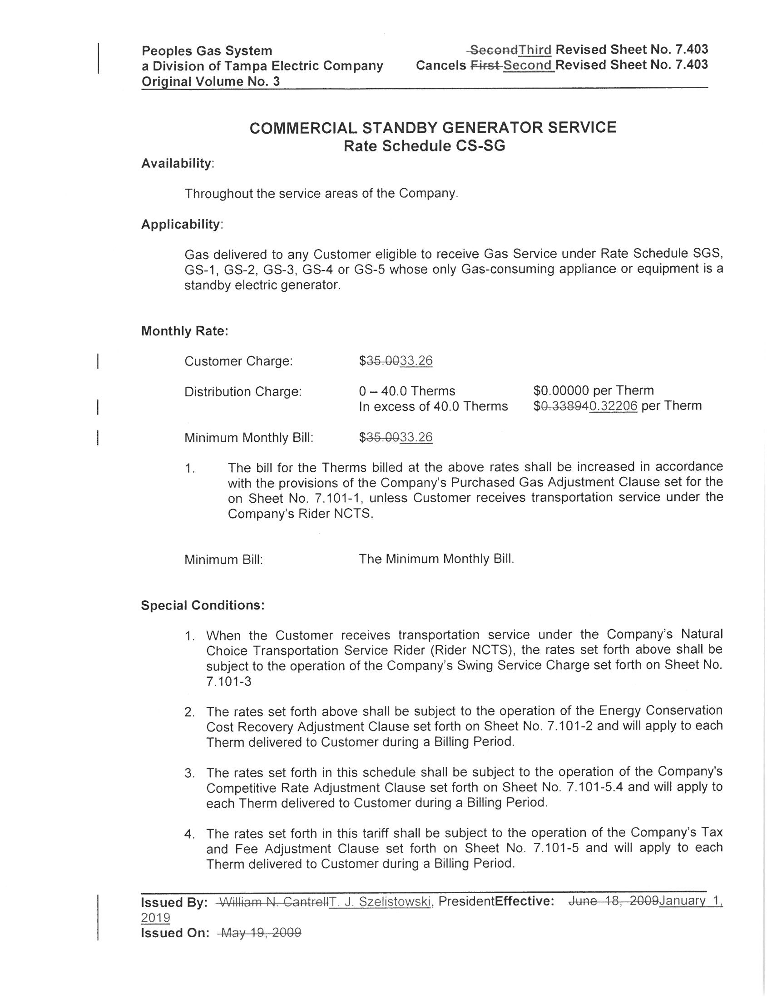 Peoples Gas System
a Division of Tampa Electric Company
Original Volume No. 3
SecondThird Revised Sheet No. 7.403
Cancels First Second Revised Sheet No. 7.403
COMMERCIAL STANDBY GENERATOR SERVICE
Rate Schedule CS-SG
Availability:
Throughout the service areas of the Company.
Applicability:
Gas delivered to any Customer eligible to receive Gas Service under Rate Schedule SGS,
GS-1, GS-2, GS-3, GS-4 or GS-5 whose only Gas-consuming appliance or equipment is a
standby electric generator.
Monthly Rate:
Customer Charge: $35.0033.26
Distribution Charge: 0 – 40.0 Therms $0.00000 per Therm
In excess of 40.0 Therms $0.338940.32206 per Therm
Minimum Monthly Bill: $35.0033.26
1. The bill for the Therms billed at the above rates shall be increased in accordance
with the provisions of the Company's Purchased Gas Adjustment Clause set for the
on Sheet No. 7.101-1, unless Customer receives transportation service under the
Company's Rider NCTS.
Minimum Bill: The Minimum Monthly Bill.
Special Conditions:
1. When the Customer receives transportation service under the Company's Natural
Choice Transportation Service Rider (Rider NCTS), the rates set forth above shall be
subject to the operation of the Company's Swing Service Charge set forth on Sheet No.
7.101-3
2. The rates set forth above shall be subject to the operation of the Energy Conservation
Cost Recovery Adjustment Clause set forth on Sheet No. 7.101-2 and will apply to each
Therm delivered to Customer during a Billing Period.
3. The rates set forth in this schedule shall be subject to the operation of the Company's
Competitive Rate Adjustment Clause set forth on Sheet No. 7.101-5.4 and will apply to
each Therm delivered to Customer during a Billing Period.
4. The rates set forth in this tariff shall be subject to the operation of the Company's Tax
and Fee Adjustment Clause set forth on Sheet No. 7.101-5 and will apply to each
Therm delivered to Customer during a Billing Period.
Issued By: William N. CantrellT. J. Szelistowski, PresidentEffective: June 18, 2009January 1,
2019
Issued On: May 19, 2009